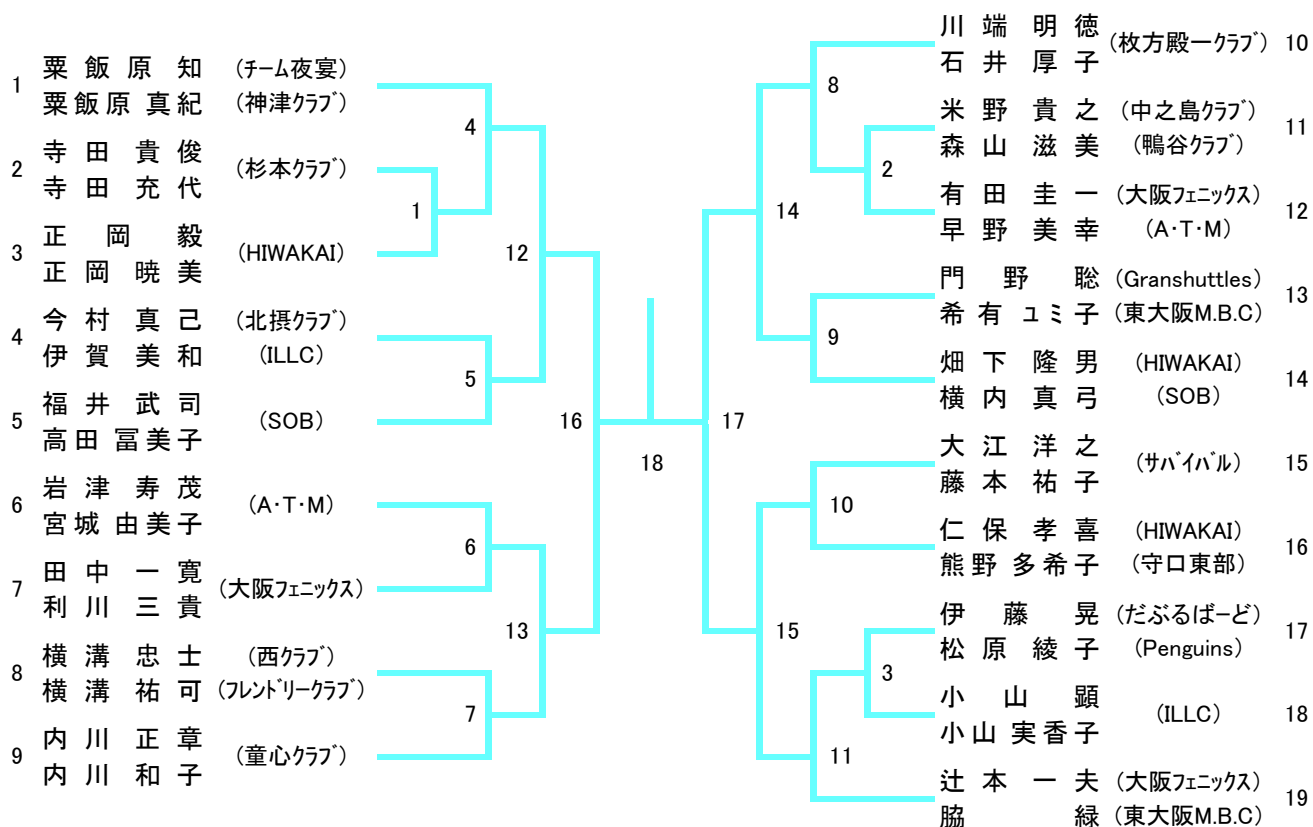 1 粟飯原 知 (チーム夜宴)
粟飯原 真紀 (神津クラブ)
2 寺田 貴俊 (杉本クラブ)
寺田 充代
3 正岡 毅 (HIWAKAI)
正岡 暁美
4 今村 真己 (北摂クラブ)
伊賀 美和 (ILLC)
5 福井 武司 (SOB)
高田 冨美子
6 岩津 寿茂 (A・T・M)
宮城 由美子
7 田中 一寛 (大阪フェニックス)
利川 三貴
8 横溝 忠士 (西クラブ)
横溝 祐可 (フレンドリークラブ)
9 内川 正章 (童心クラブ)
内川 和子
4
1
12
5
16
6
13
7
18
17
14
8
2
9
15
10
3
11
川端 明徳 (枚方殿一クラブ) 10
石井 厚子
米野 貴之 (中之島クラブ) 11
森山 滋美 (鴨谷クラブ)
有田 圭一 (大阪フェニックス) 12
早野 美幸 (A・T・M)
門野 聡 (Granshuttles) 13
希有 ユミ子 (東大阪M.B.C)
畑下 隆男 (HIWAKAI) 14
横内 真弓 (SOB)
大江 洋之 (サバイバル) 15
藤本 祐子
仁保 孝喜 (HIWAKAI) 16
熊野 多希子 (守口東部)
伊藤 晃 (だぶるばーど) 17
松原 綾子 (Penguins)
小山 顕 (ILLC) 18
小山 実香子
辻本 一夫 (大阪フェニックス) 19
脇 緑 (東大阪M.B.C)